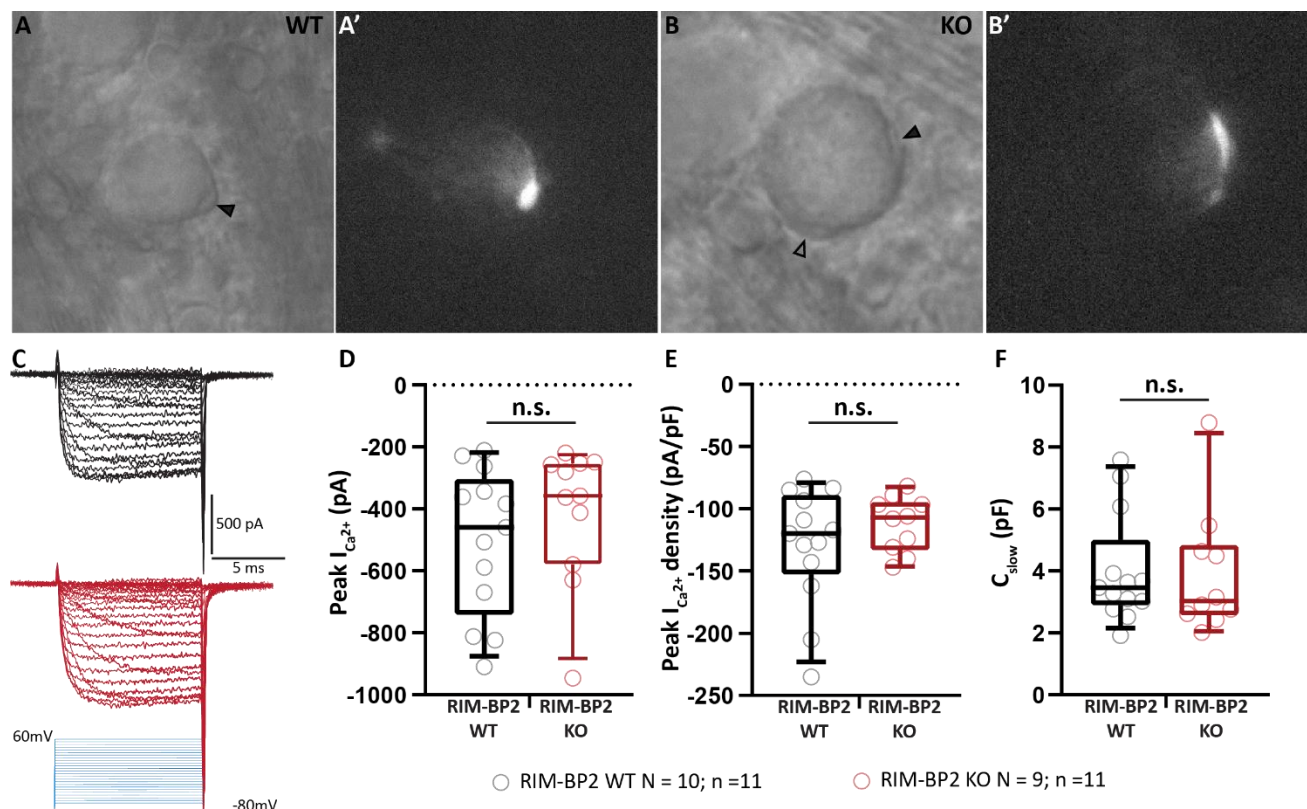 A WT A’ B KO B’
C
500 pA
5 ms
60mV
-80mV
D
Peak I Ca2+ (pA)
n.s.
0
-200
-400
-600
-800
-1000
RIM-BP2 RIM-BP2
WT KO
E
Peak I Ca2+ density (pA/pF)
n.s.
0
-50
-100
-150
-200
-250
RIM-BP2 RIM-BP2
WT KO
F
C slow (pF)
n.s.
10
8
6
4
2
0
RIM-BP2 RIM-BP2
WT KO
RIM-BP2 WT N = 10; n =11 RIM-BP2 KO N = 9; n =11